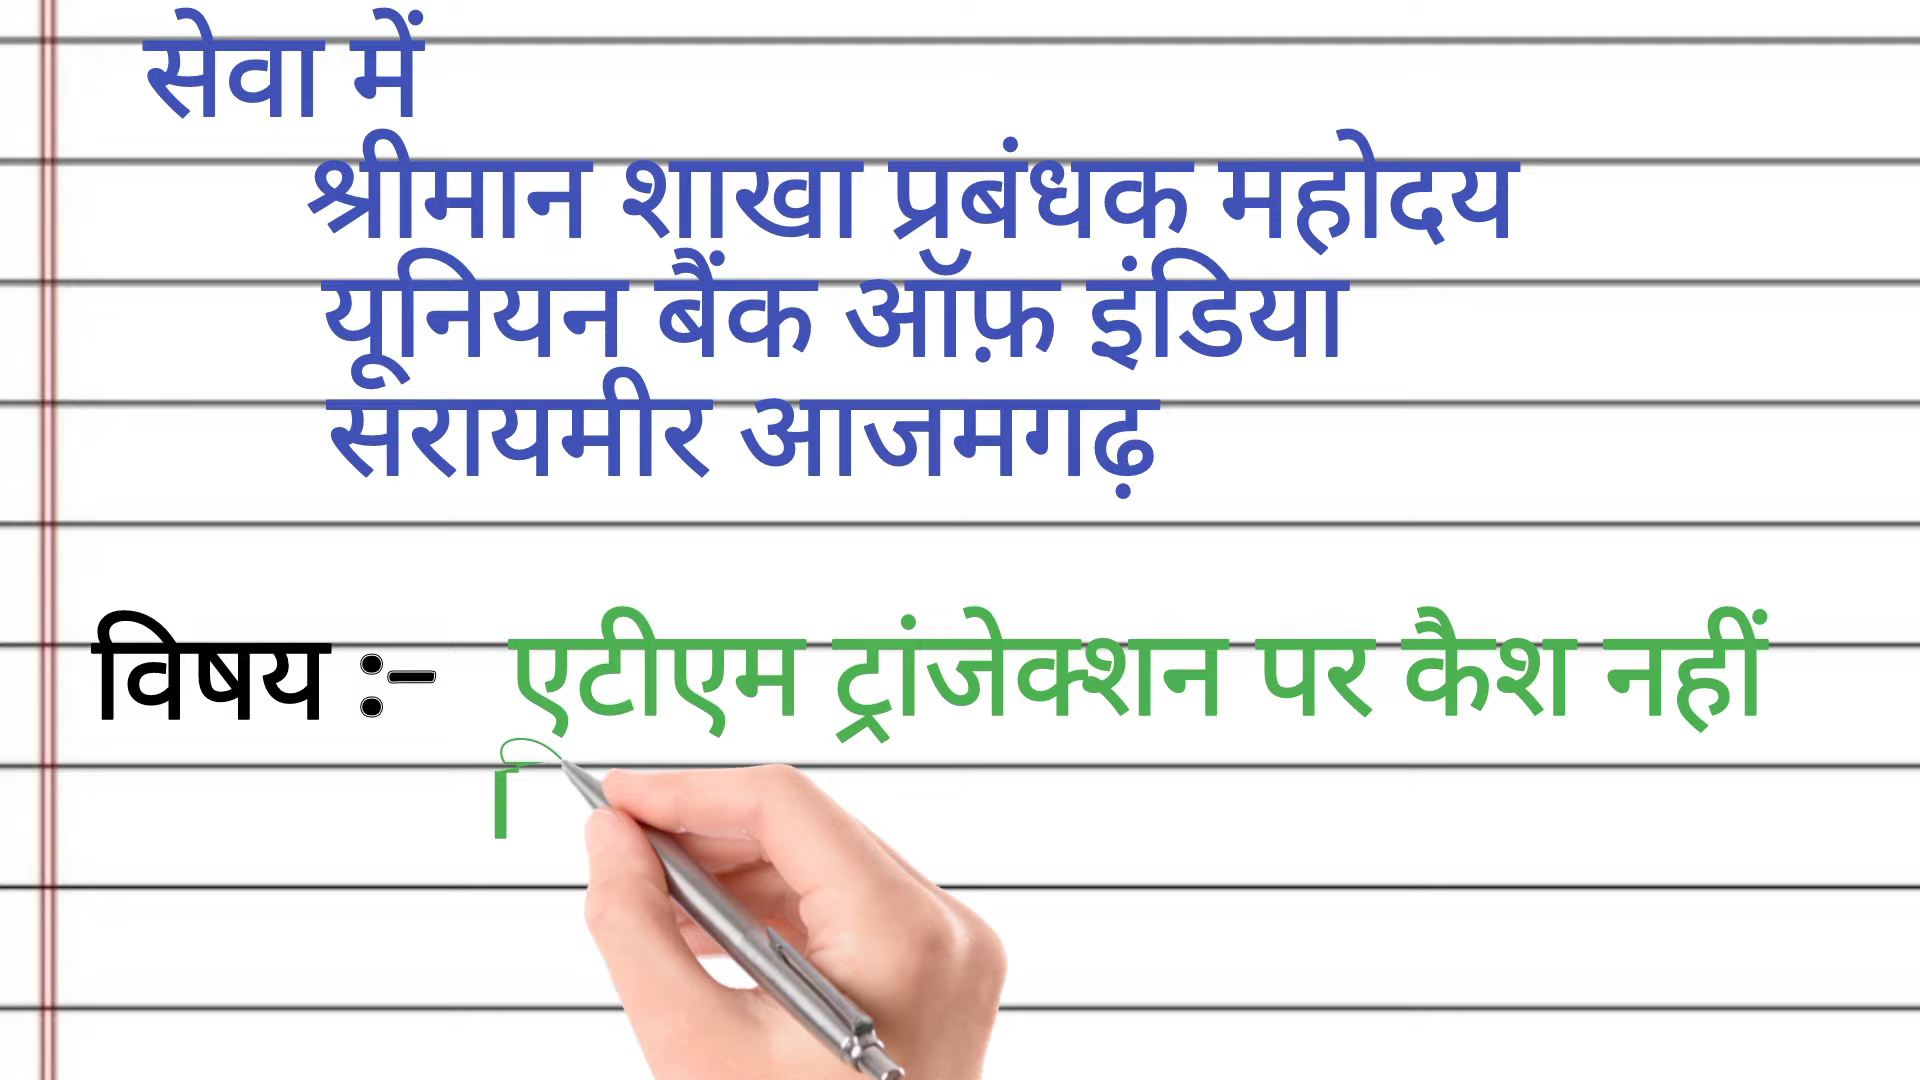 सेवा में
श्रीमान शाखा प्रबंधक महोदय
यूनियन बैंक ऑफ़ इंडिया
सरायमीर आजमगढ़
विषय :- एटीएम ट्रांजेक्शन पर कैश नहीं